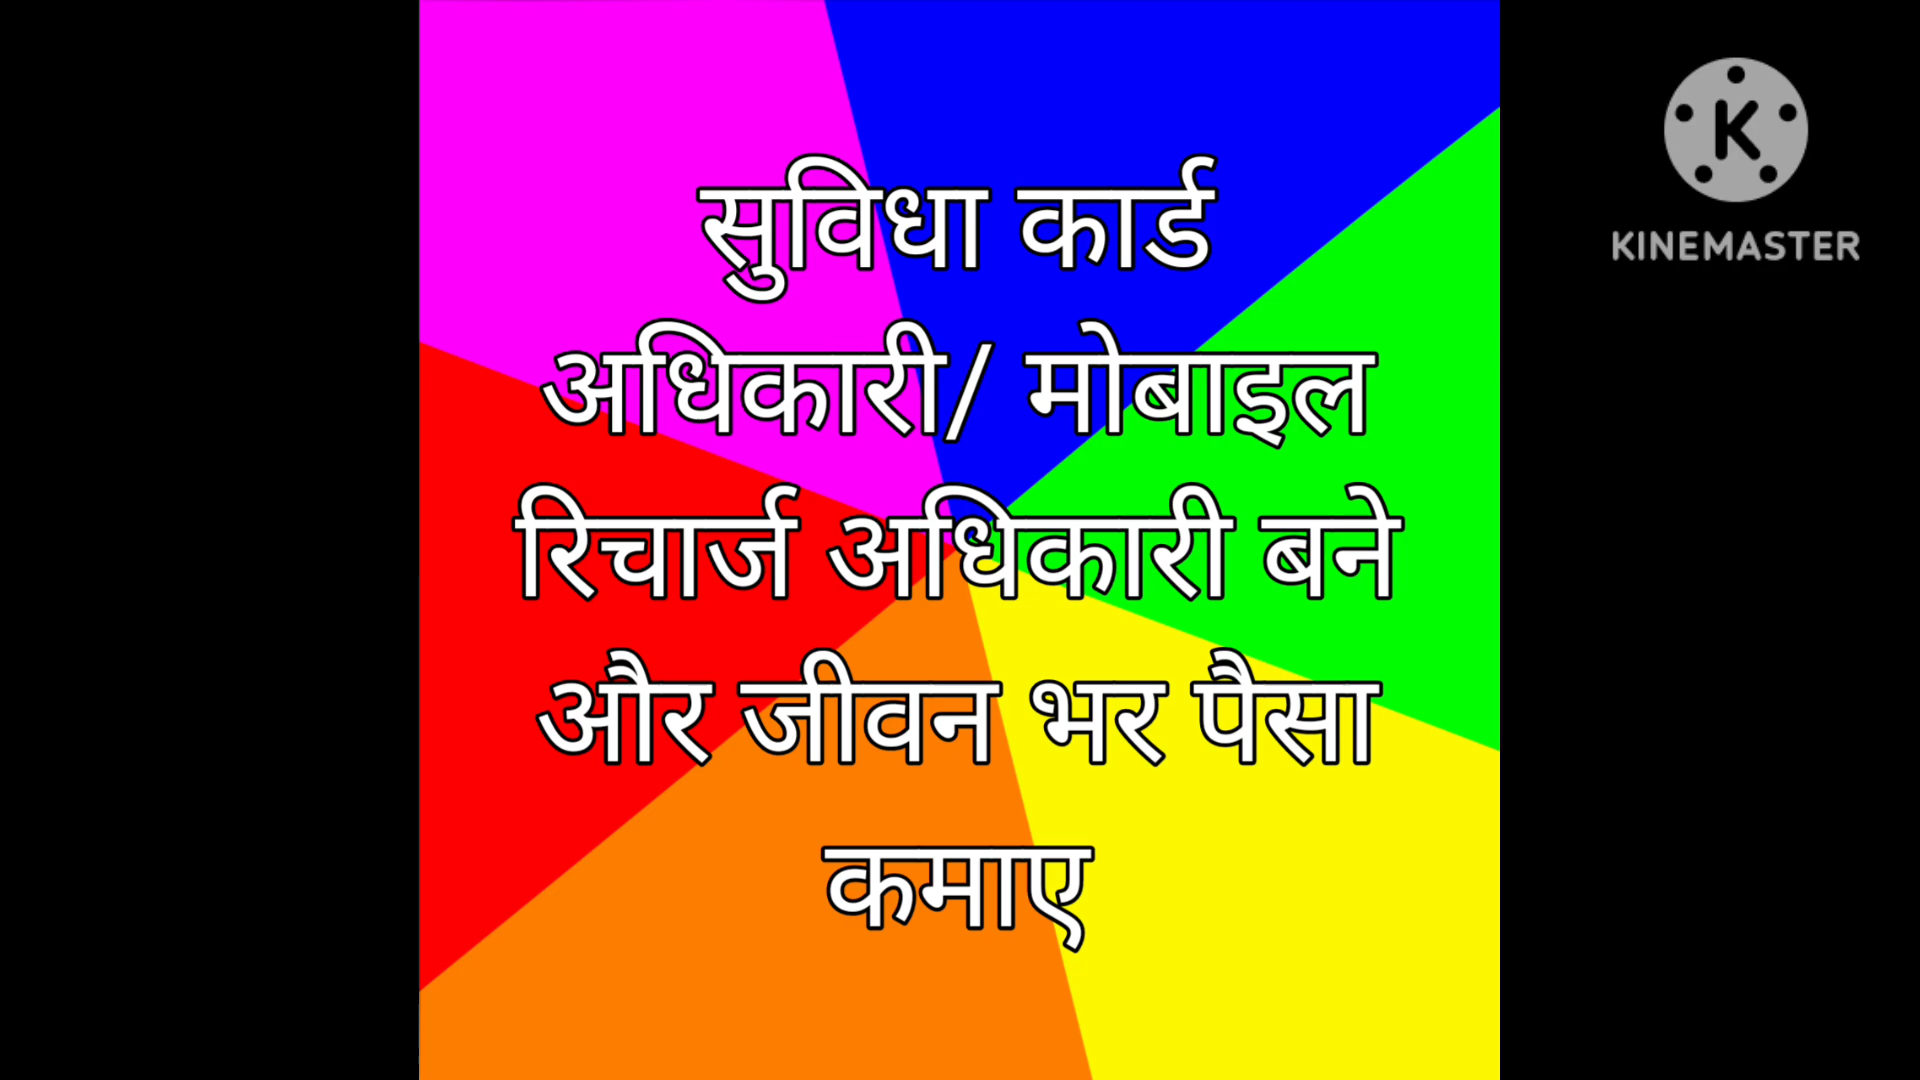 सुविधा कार्ड
अधिकारी/ मोबाइल
रिचार्ज अधिकारी बने
और जीवन भर पैसा
कमाए
K
KINEMASTER